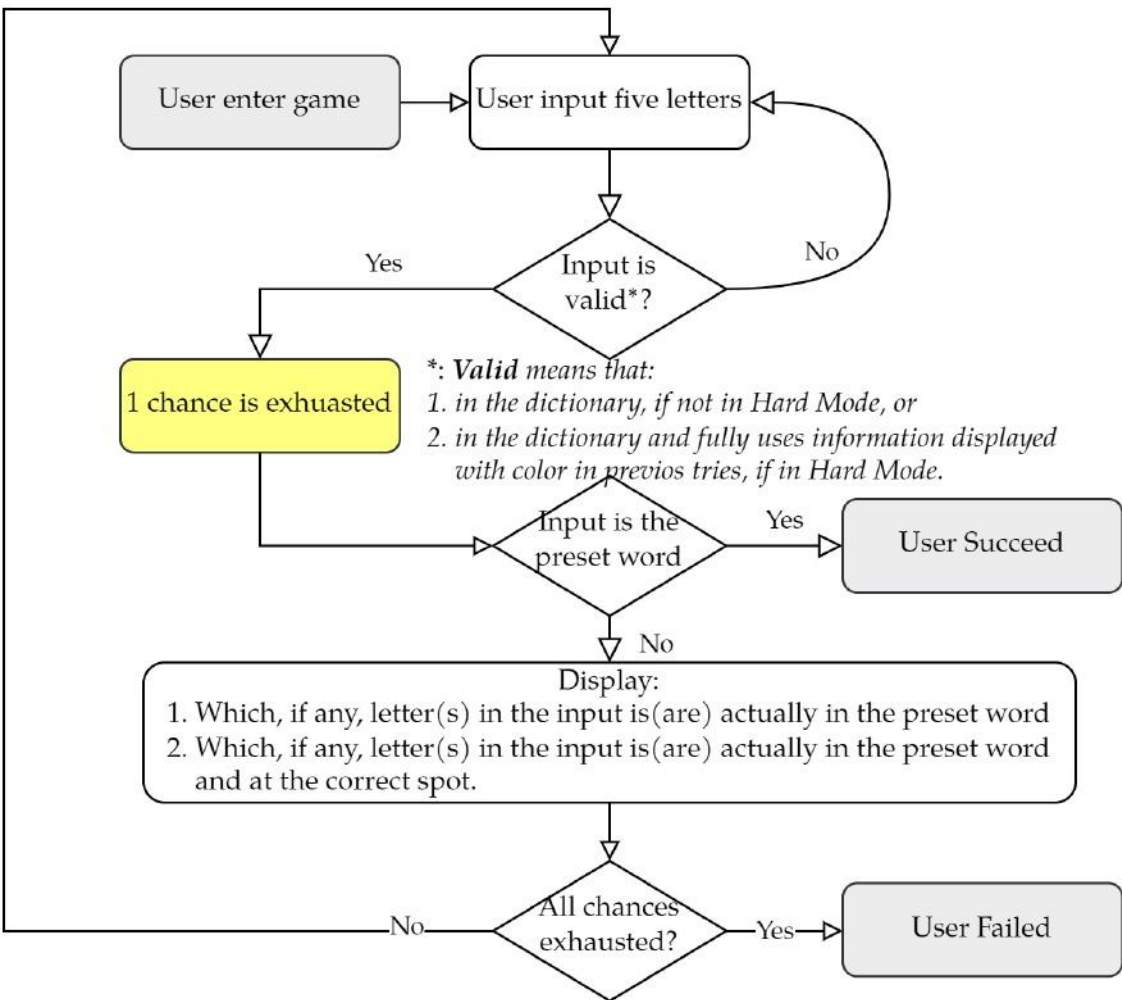 User enter game
User input five letters
Input is
valid*?
Yes
No
1 chance is exhuasted
*: Valid means that:
1. in the dictionary, if not in Hard Mode, or
2. in the dictionary and fully uses information displayed
with color in previos tries, if in Hard Mode.
Input is the
preset word
Yes
User Succeed
No
Display:
1. Which, if any, letter(s) in the input is(are) actually in the preset word
2. Which, if any, letter(s) in the input is(are) actually in the preset word
and at the correct spot.
All chances
exhausted?
No
Yes
User Failed